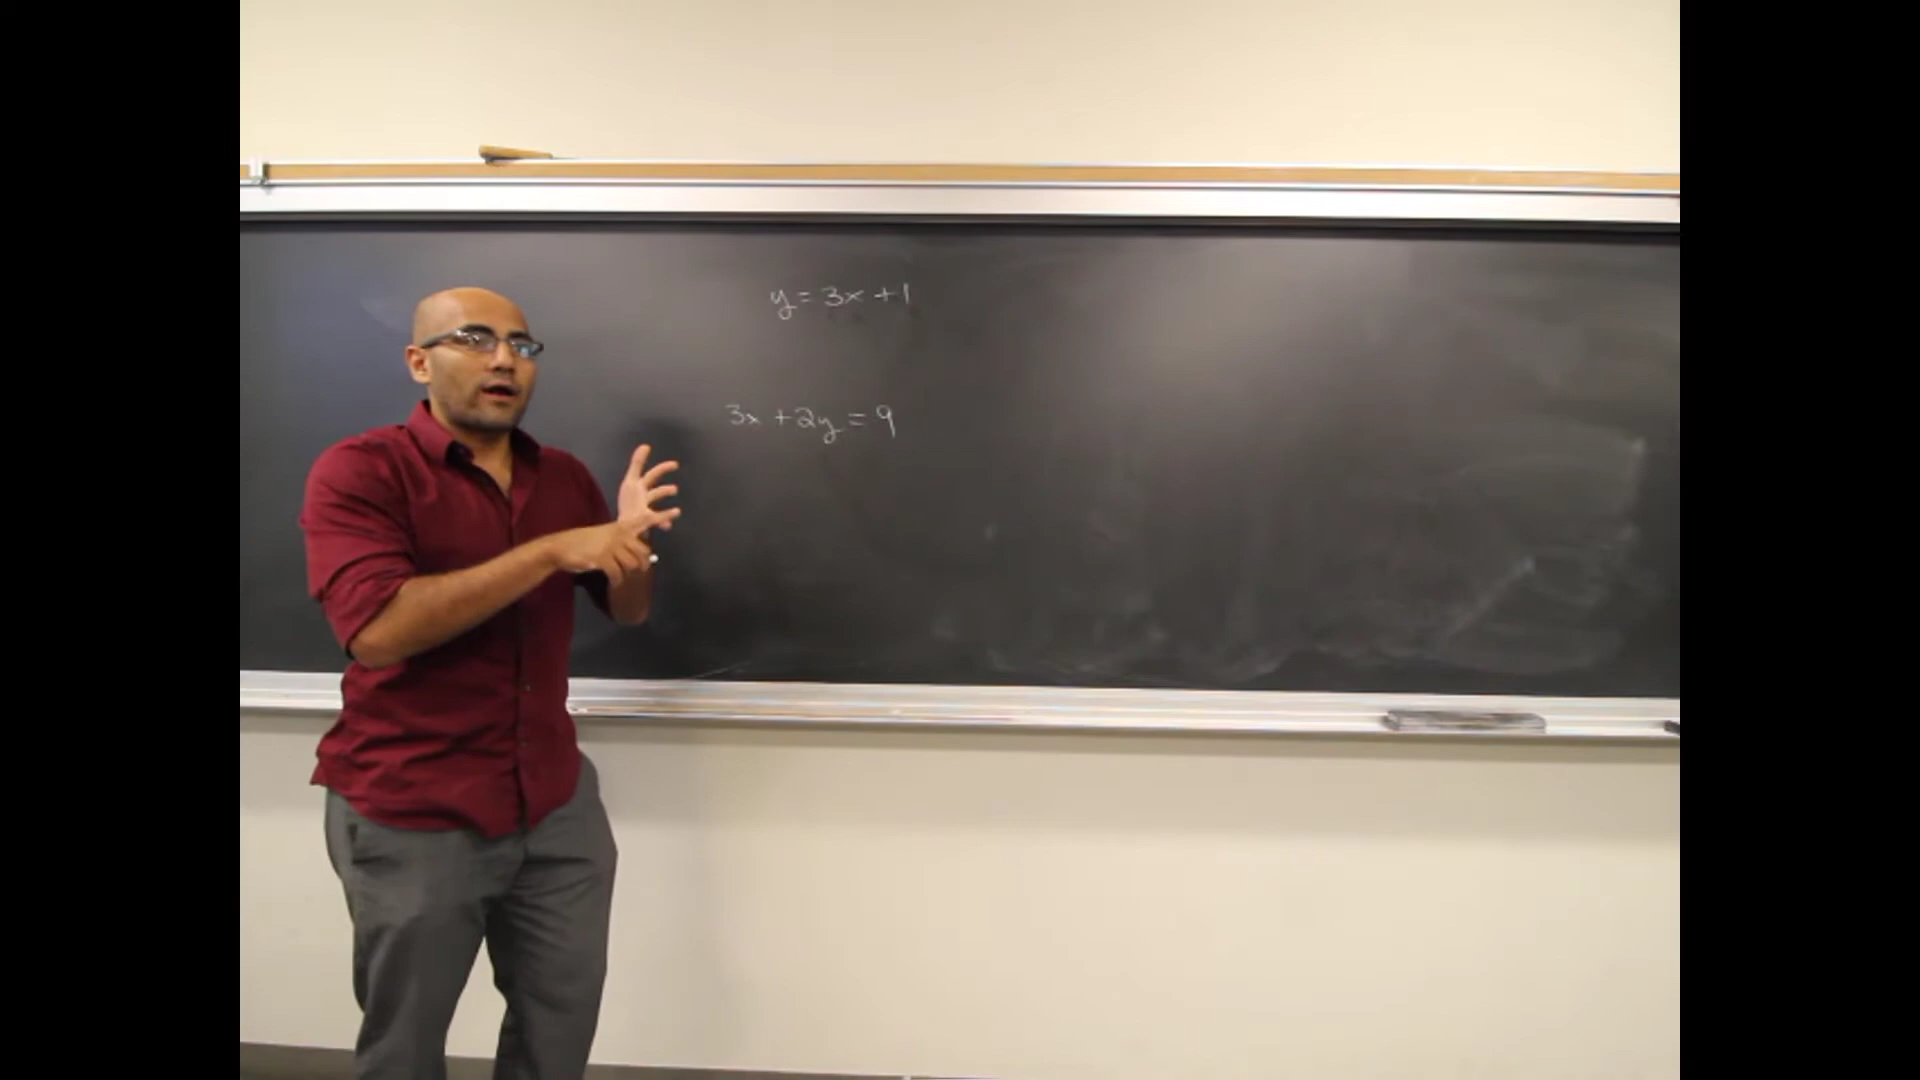 y = 3x + 1
3x + 2y = 9